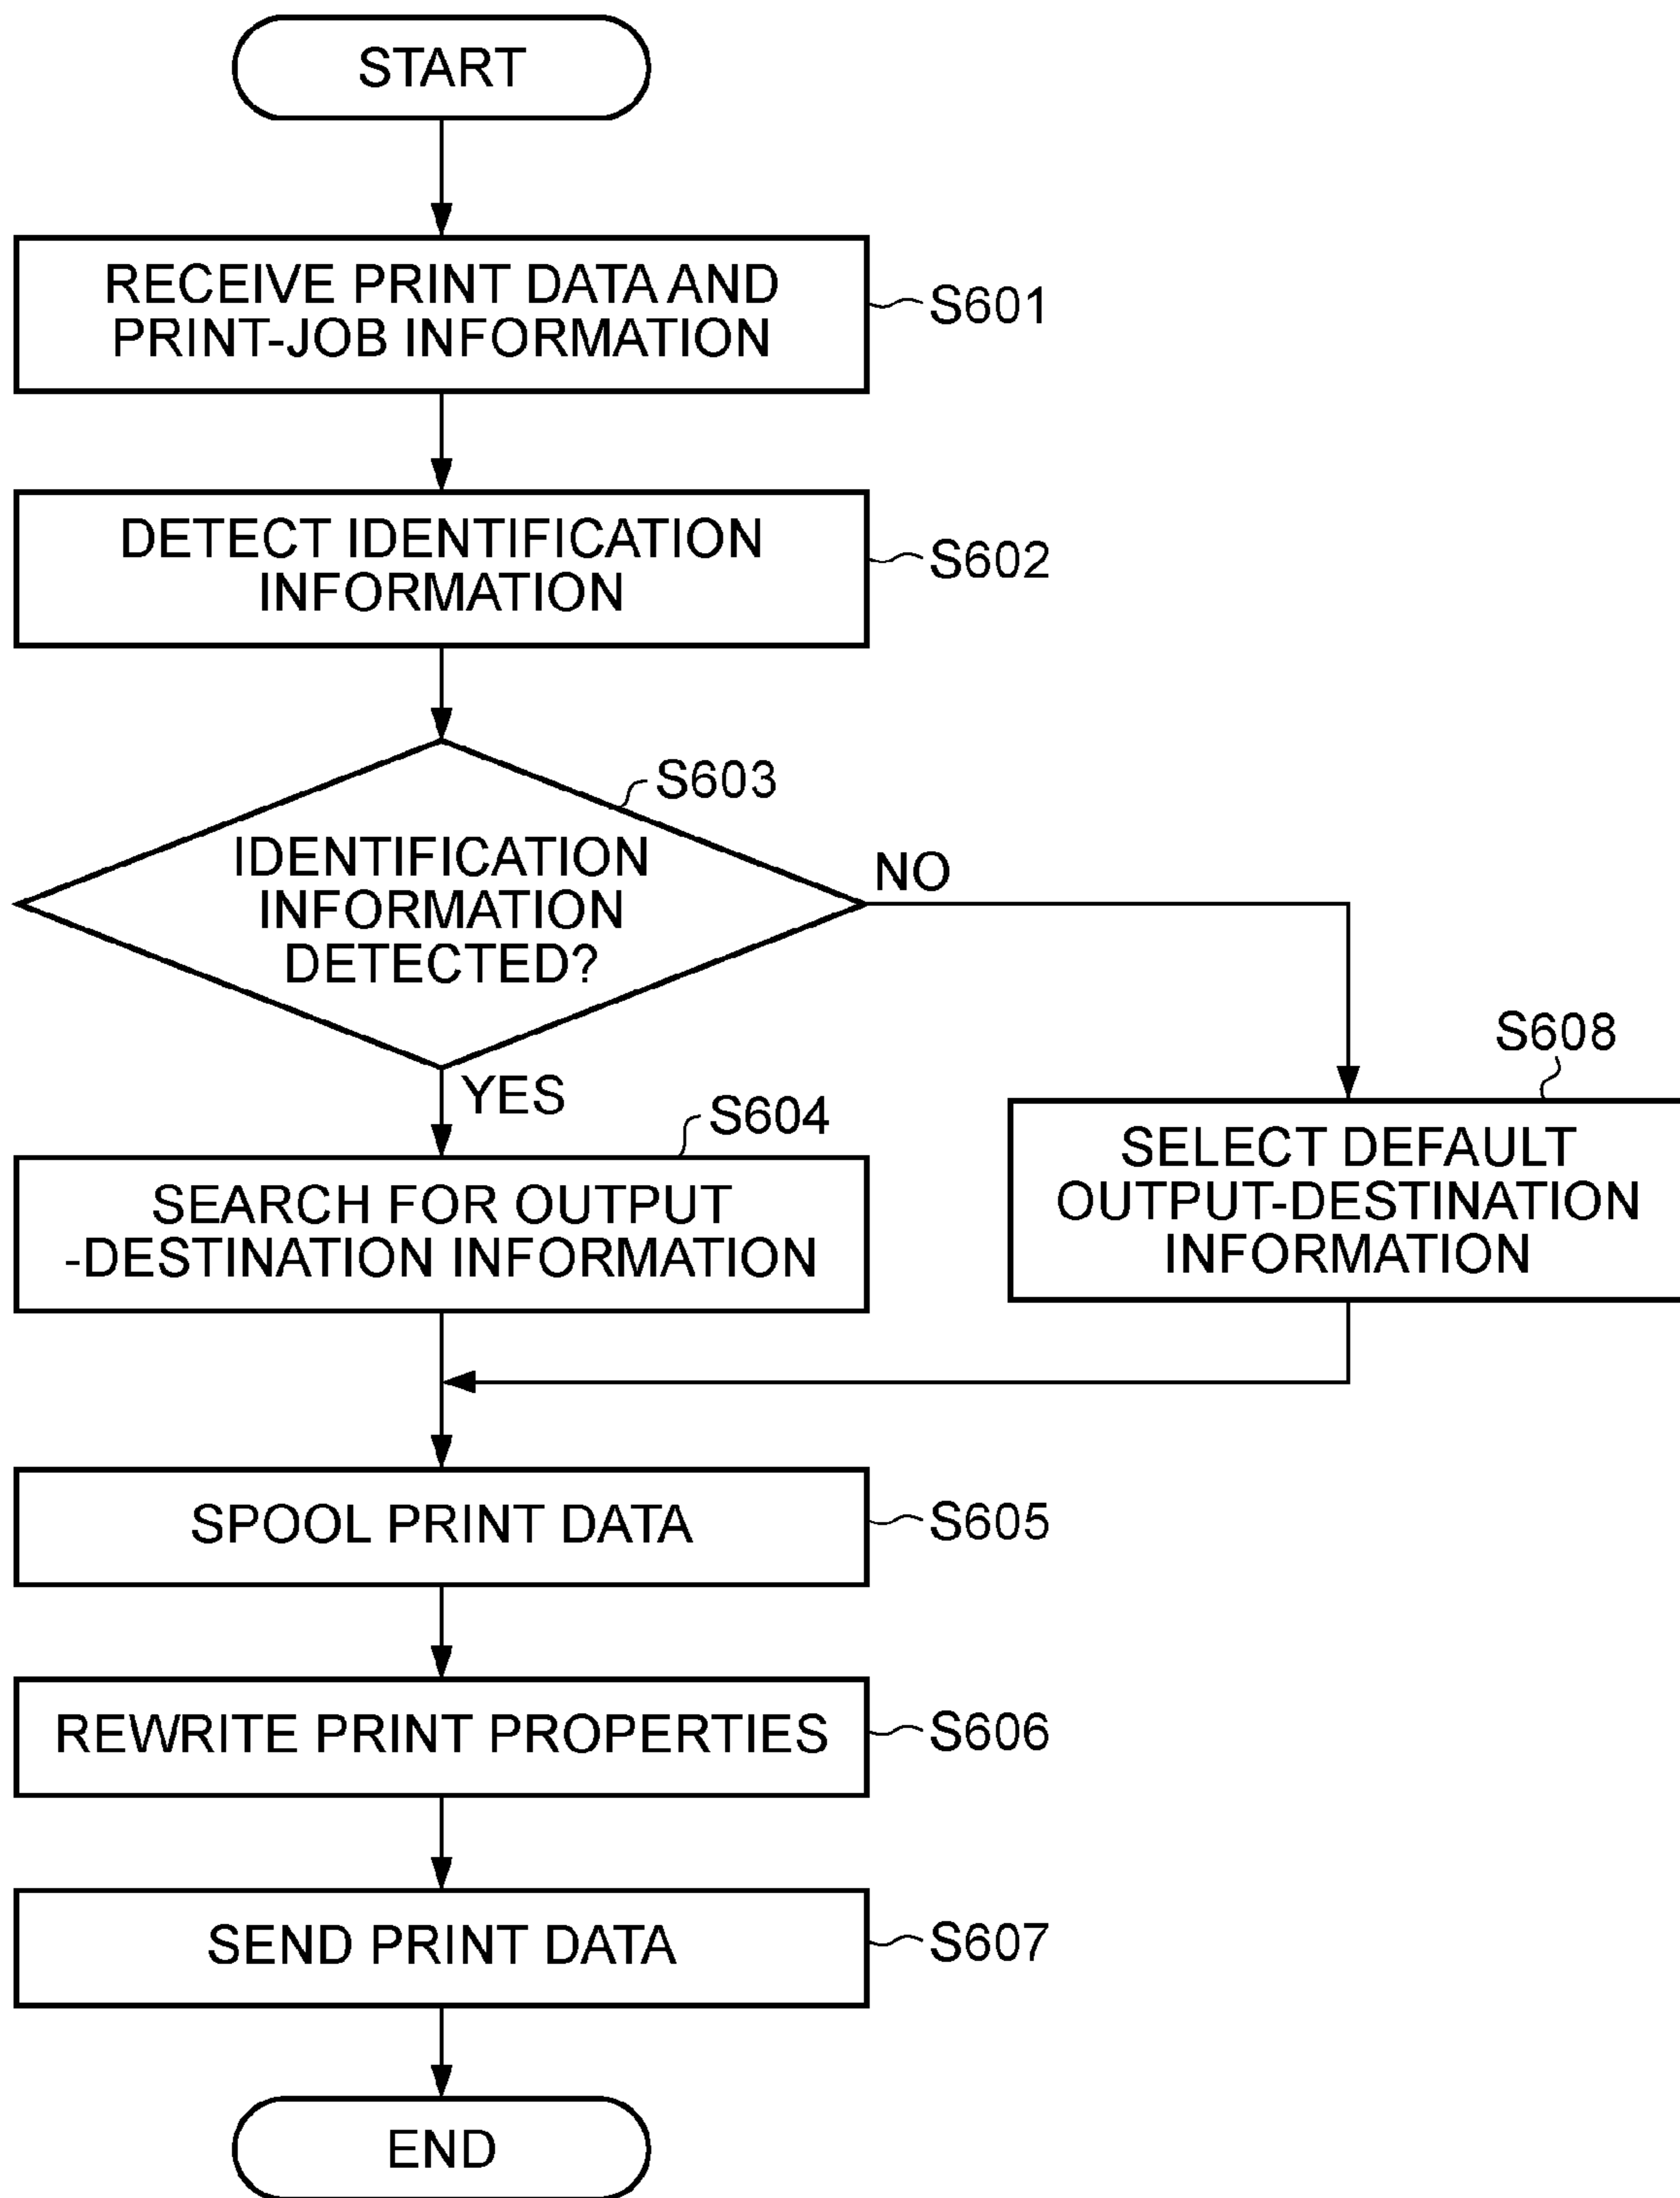 START
RECEIVE PRINT DATA AND
PRINT-JOB INFORMATION
S601
DETECT IDENTIFICATION
INFORMATION
S602
S603
IDENTIFICATION
INFORMATION
DETECTED?
NO
YES
S604
SEARCH FOR OUTPUT
-DESTINATION INFORMATION
S608
SELECT DEFAULT
OUTPUT-DESTINATION
INFORMATION
SPOOL PRINT DATA
S605
REWRITE PRINT PROPERTIES
S606
SEND PRINT DATA
S607
END